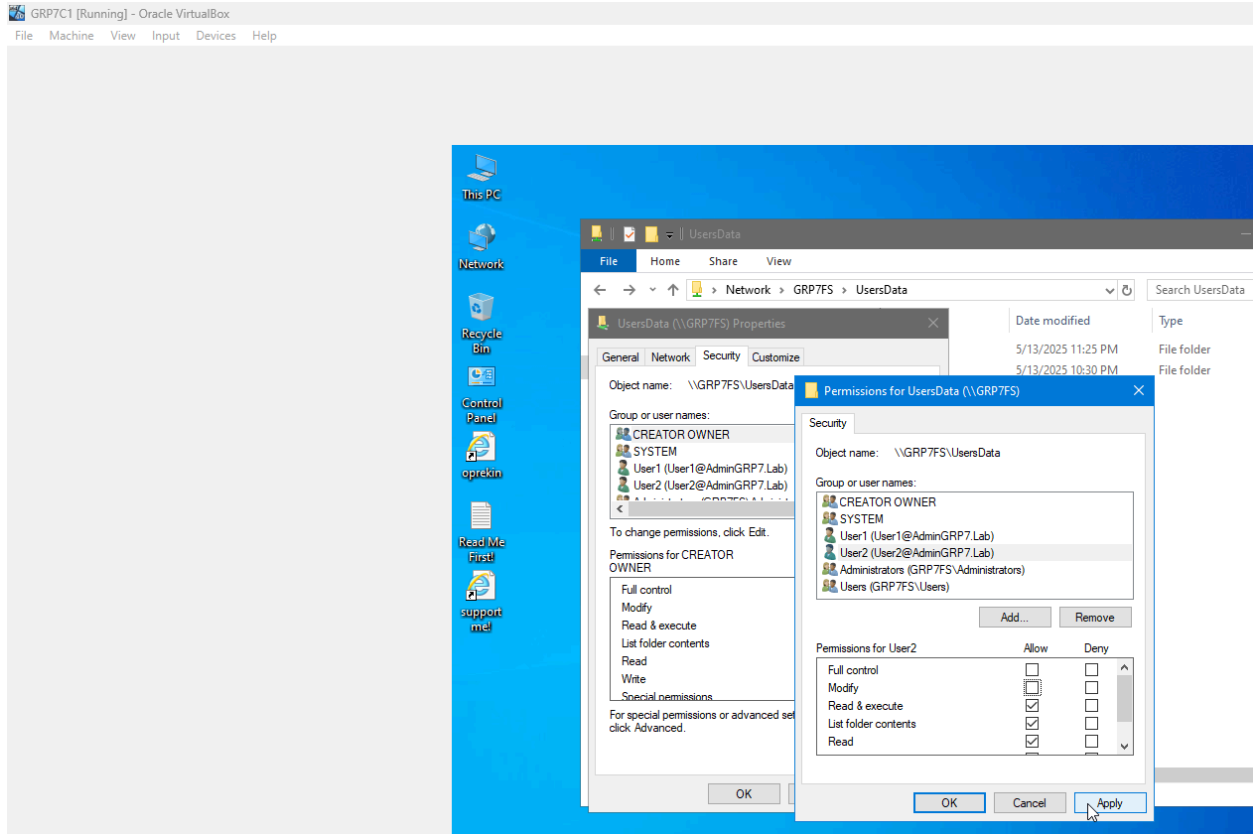 GRP7C1 [Running] - Oracle VirtualBox
File Machine View Input Devices Help
This PC
Network
Recycle
Bin
Control
Panel
oprekin
Read Me
First!
support
me!
UsersData
File Home Share View
Network > GRP7FS > UsersData
Search UsersData
Date modified Type
5/13/2025 11:25 PM File folder
5/13/2025 10:30 PM File folder
UsersData (\\GRP7FS) Properties
General Network Security Customize
Object name: \\GRP7FS\UsersData
Group or user names:
CREATOR OWNER
SYSTEM
User1 (User1@AdminGRP7.Lab)
User2 (User2@AdminGRP7.Lab)
To change permissions, click Edit.
Permissions for CREATOR
OWNER
Full control
Modify
Read & execute
List folder contents
Read
Write
Special permissions
For special permissions or advanced set
click Advanced.
OK
Permissions for UsersData (\\GRP7FS)
Security
Object name: \\GRP7FS\UsersData
Group or user names:
CREATOR OWNER
SYSTEM
User1 (User1@AdminGRP7.Lab)
User2 (User2@AdminGRP7.Lab)
Administrators (GRP7FS\Administrators)
Users (GRP7FS\Users)
Add... Remove
Permissions for User2 Allow Deny
Full control
Modify
Read & execute
List folder contents
Read
OK Cancel Apply